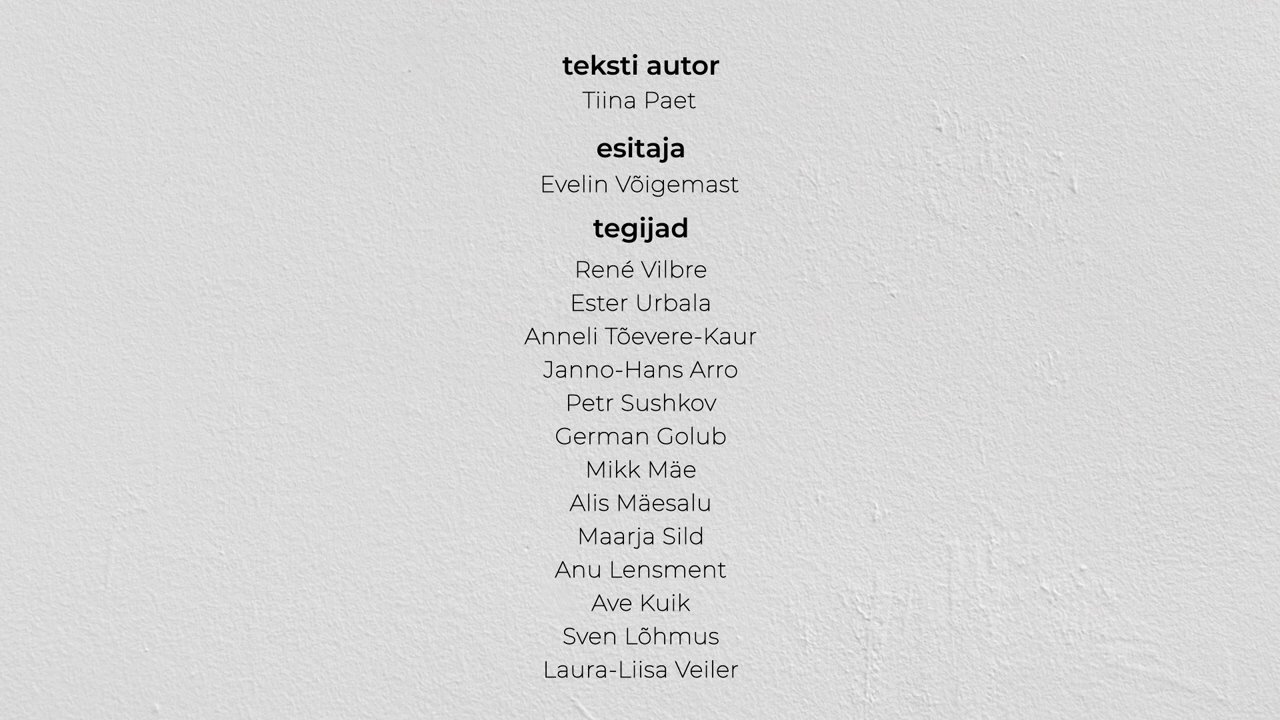 teksti autor
Tiina Paet
esitaja
Evelin Võigemast
tegijad
René Vilbre
Ester Urbala
Anneli Tõevere-Kaur
Janno-Hans Arro
Petr Sushkov
German Golub
Mikk Mäe
Alis Mäesalu
Maarja Sild
Anu Lensment
Ave Kuik
Sven Lõhmus
Laura-Liisa Veiler